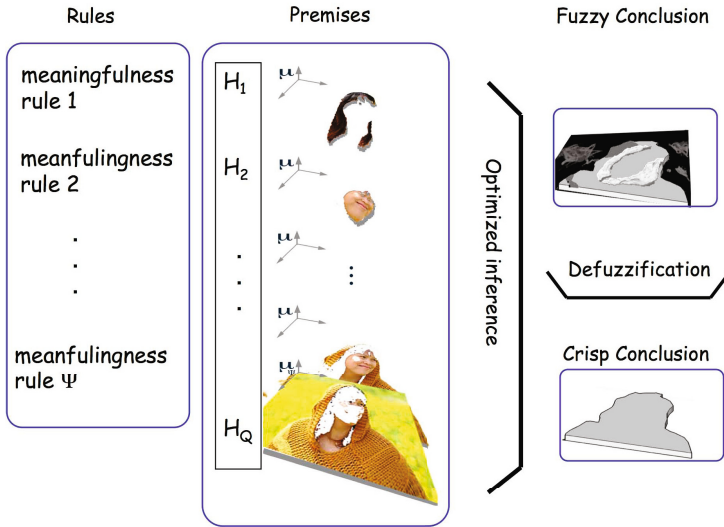 Rules
Premises
Fuzzy Conclusion
meaningfulness
rule 1
H1
μ
meanfulingness
rule 2
H2
μ
.
.
.
.
.
.
μ
⋮
μ
meanfulingness
rule Ψ
μ
Ψ
HQ
Optimized inference
Defuzzification
Crisp Conclusion